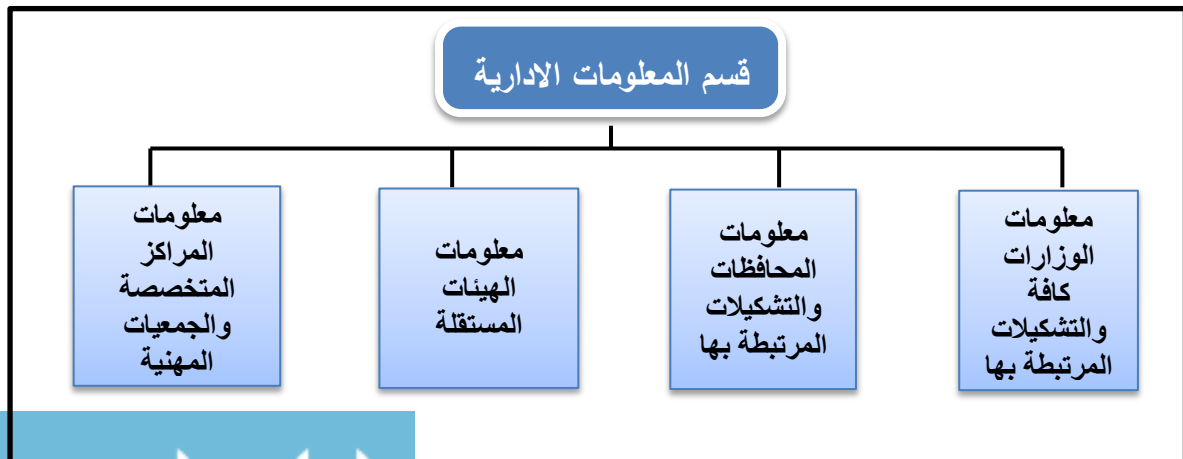 قسم المعلومات الادارية
معلومات
الوزارات
كافة
والتشكيلات
المرتبطة بها
معلومات
المحافظات
والتشكيلات
المرتبطة بها
معلومات
الهيئات
المستقلة
معلومات
المراكز
المتخصصة
والجمعيات
المهنية